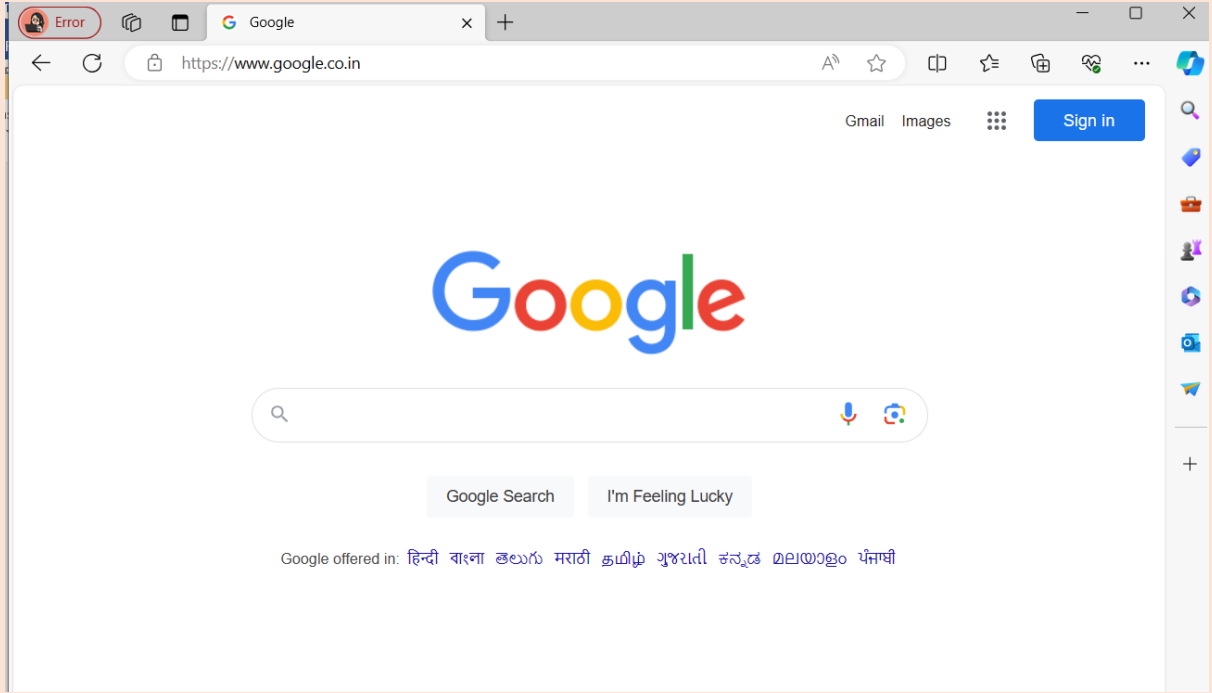 Error
Google
https://www.google.co.in
Gmail Images
Sign in
Google
Google Search
I'm Feeling Lucky
Google offered in: हिन्दी বাংলা తెలుగు मराठी தமிழ் ગુજરાતી ಕನ್ನಡ മലയാളം ਪੰਜਾਬੀ